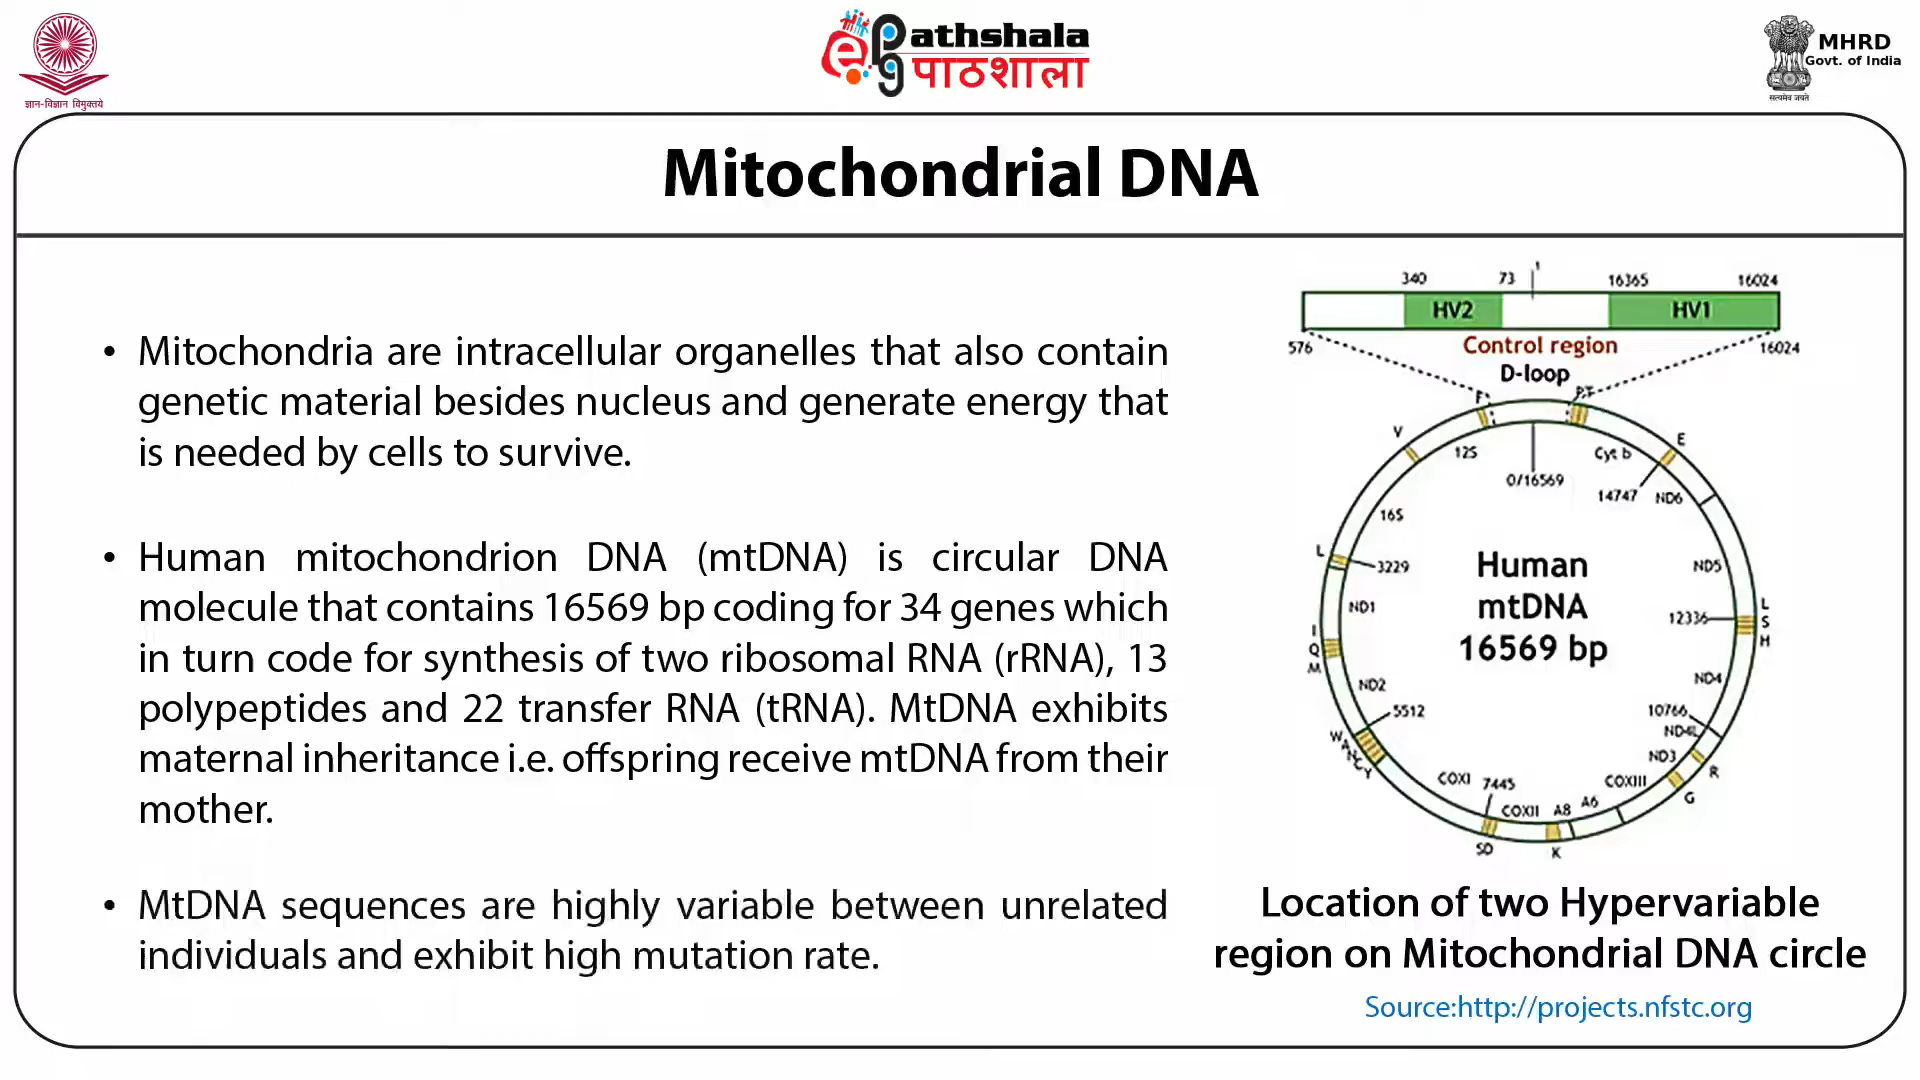 ज्ञान-विज्ञान विमुक्तये
ePathshala
पाठशाला
MHRD
Govt. of India
सत्यमेव जयते
Mitochondrial DNA
• Mitochondria are intracellular organelles that also contain
genetic material besides nucleus and generate energy that
is needed by cells to survive.
• Human mitochondrion DNA (mtDNA) is circular DNA
molecule that contains 16569 bp coding for 34 genes which
in turn code for synthesis of two ribosomal RNA (rRNA), 13
polypeptides and 22 transfer RNA (tRNA). MtDNA exhibits
maternal inheritance i.e. offspring receive mtDNA from their
mother.
• MtDNA sequences are highly variable between unrelated
individuals and exhibit high mutation rate.
340 73 1 16365 16024
HV2 HV1
576 Control region 16024
D-loop
F P T
V E
12S Cyt b
0/16569 14747 ND6
16S
L 3229 ND5
Human
mtDNA
16569 bp
ND1 L
12336 S
I H
Q
M
ND2 ND4
5512 10766
ND4L
W
A
N
C
Y
ND3
R
COXI 7445 COXIII
G
COXII A8 A6
SD K
Location of two Hypervariable
region on Mitochondrial DNA circle
Source:http://projects.nfstc.org